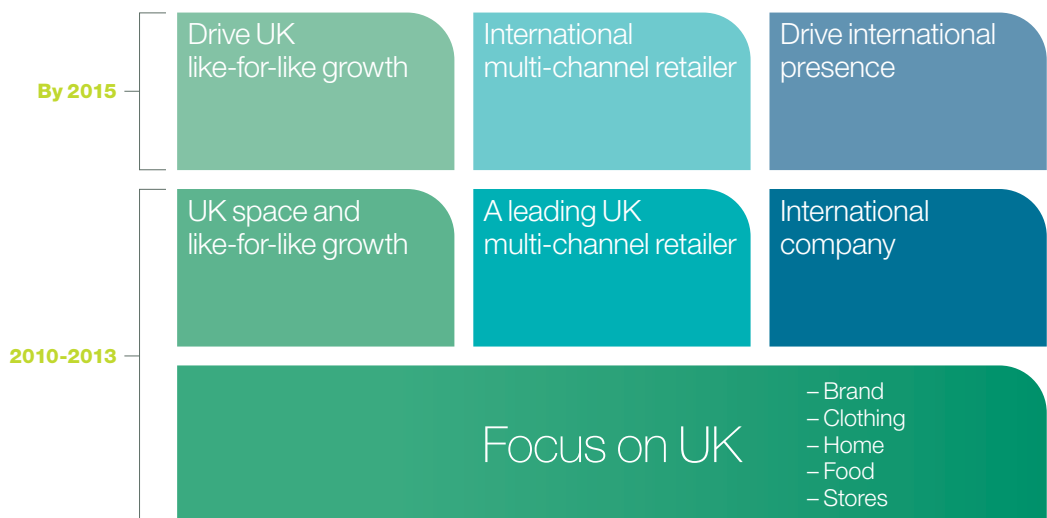 By 2015
Drive UK
like-for-like growth
International
multi-channel retailer
Drive international
presence
2010-2013
UK space and
like-for-like growth
A leading UK
multi-channel retailer
International
company
Focus on UK
– Brand
– Clothing
– Home
– Food
– Stores